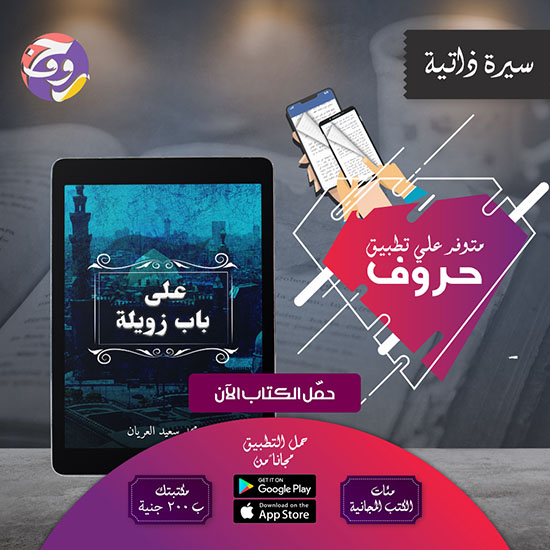 روج
سيرة ذاتية
متوفر علي تطبيق
حروف
على
باب زويلة
سعيد العريان
حمّل الكتاب الآن
حمل التطبيق
مجاناً من
GET IT ON
Google Play
Download on the
App Store
مكتبتك
ب ٢٠٠ جنية
مئات
الكتب المجانية